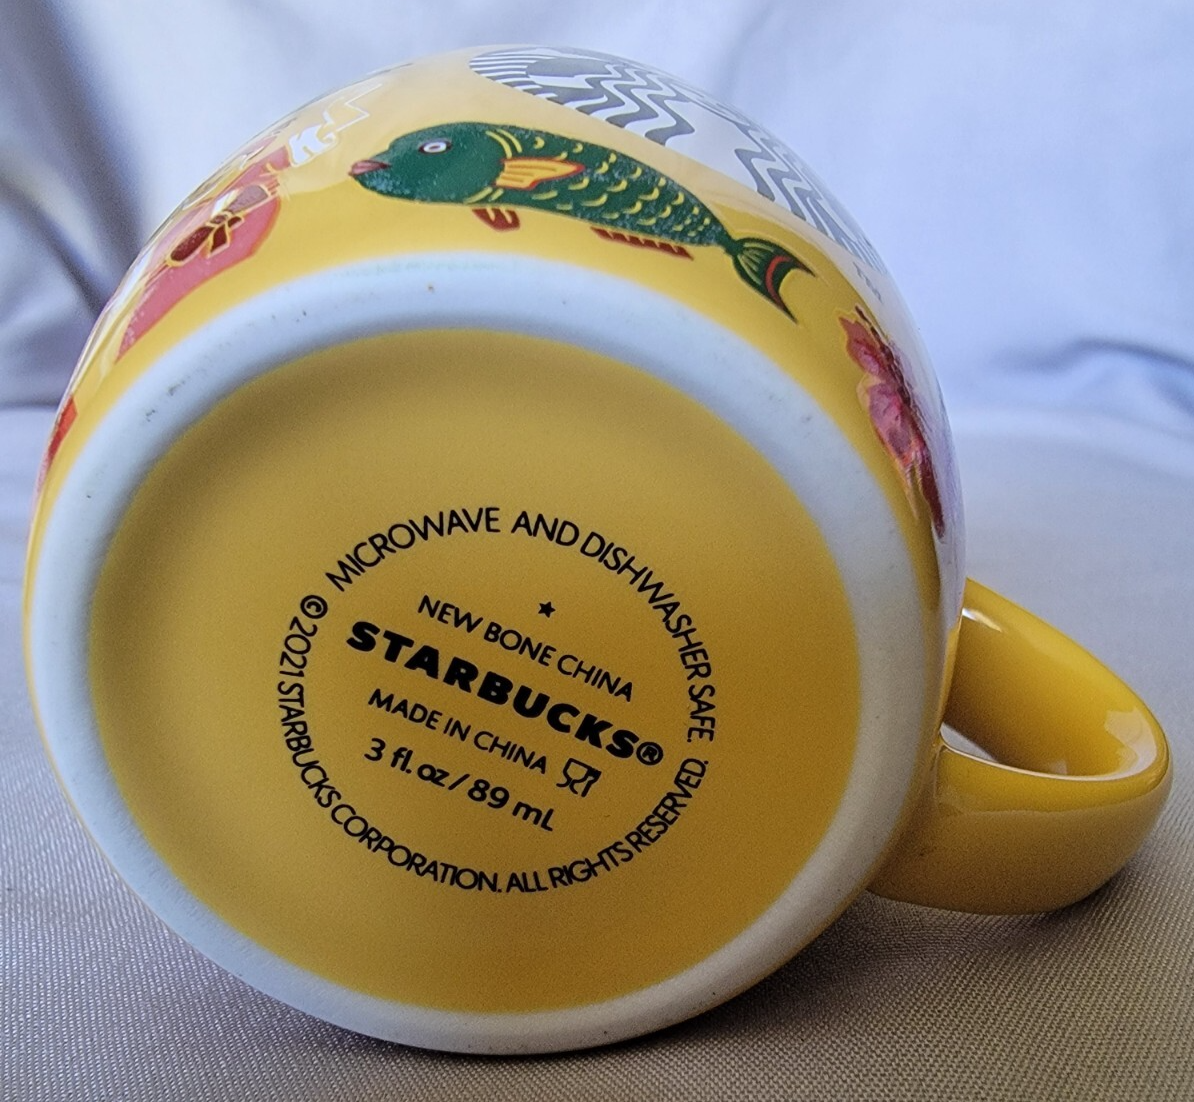 MICROWAVE AND DISHWASHER SAFE.
© 2021 STARBUCKS CORPORATION. ALL RIGHTS RESERVED.
NEW BONE CHINA
STARBUCKS®
MADE IN CHINA
3 fl. oz / 89 mL